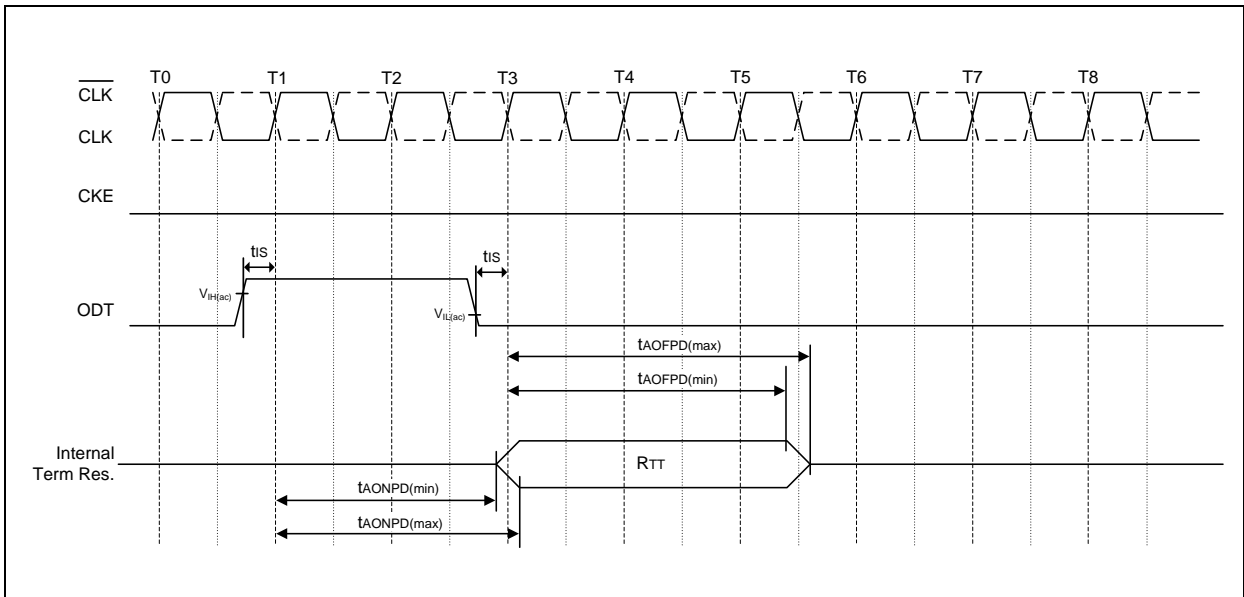 T0 T1 T2 T3 T4 T5 T6 T7 T8
CLK
CLK
CKE
tIS
tIS
VIH(ac)
ODT
VIL(ac)
tAOFPD(max)
tAOFPD(min)
Internal
Term Res.
RTT
tAONPD(min)
tAONPD(max)